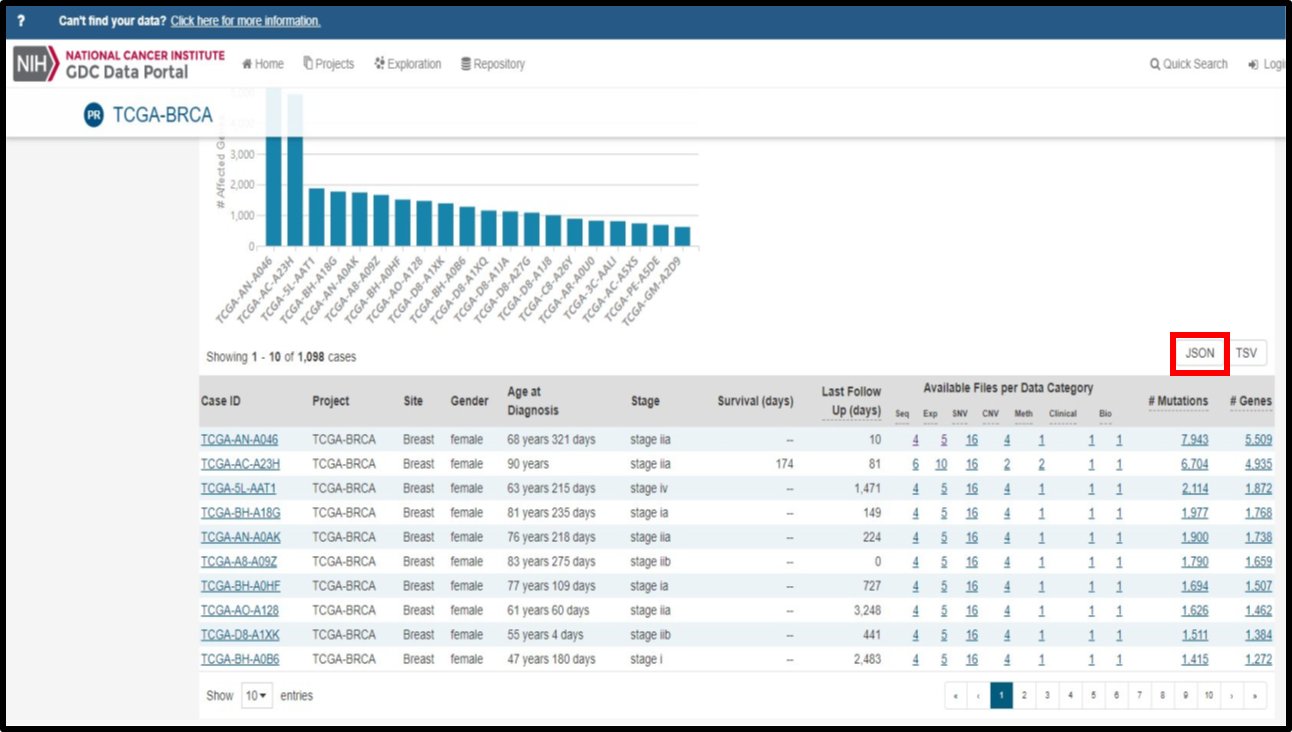 ? Can't find your data? Click here for more information.
NIH NATIONAL CANCER INSTITUTE
GDC Data Portal
Home Projects Exploration Repository Quick Search Login
PR TCGA-BRCA
# Affected Ge
3,000
2,000
1,000
0
TCGA-AN-A046
TCGA-AC-A23H
TCGA-5L-AAT1
TCGA-BH-A18G
TCGA-AN-A0AK
TCGA-A8-A09Z
TCGA-BH-A0HF
TCGA-AO-A128
TCGA-D8-A1XK
TCGA-BH-A0B6
TCGA-D8-A1XQ
TCGA-D8-A1JA
TCGA-D8-A27G
TCGA-D8-A1J8
TCGA-C8-A26Y
TCGA-AR-A0U0
TCGA-3C-AALI
TCGA-AC-A5XS
TCGA-PE-A5DE
TCGA-GM-A2D9
Showing 1 - 10 of 1,098 cases JSON TSV
Case ID Project Site Gender Age at Diagnosis Stage Survival (days) Last Follow Up (days) Available Files per Data Category # Mutations # Genes
Seq Exp SNV CNV Meth Clinical Bio
TCGA-AN-A046 TCGA-BRCA Breast female 68 years 321 days stage iia -- 10 4 5 16 4 1 1 1 7,943 5,509
TCGA-AC-A23H TCGA-BRCA Breast female 90 years stage iia 174 81 6 10 16 2 2 1 1 6,704 4,935
TCGA-5L-AAT1 TCGA-BRCA Breast female 63 years 215 days stage iv -- 1,471 4 5 16 4 1 1 1 2,114 1,872
TCGA-BH-A18G TCGA-BRCA Breast female 81 years 235 days stage ia -- 149 4 5 16 4 1 1 1 1,977 1,768
TCGA-AN-A0AK TCGA-BRCA Breast female 76 years 218 days stage iia -- 224 4 5 16 4 1 1 1 1,900 1,738
TCGA-A8-A09Z TCGA-BRCA Breast female 83 years 275 days stage iib -- 0 4 5 16 4 1 1 1 1,790 1,659
TCGA-BH-A0HF TCGA-BRCA Breast female 77 years 109 days stage ia -- 727 4 5 16 4 1 1 1 1,694 1,507
TCGA-AO-A128 TCGA-BRCA Breast female 61 years 60 days stage iia -- 3,248 4 5 16 4 1 1 1 1,626 1,462
TCGA-D8-A1XK TCGA-BRCA Breast female 55 years 4 days stage iib -- 441 4 5 16 4 1 1 1 1,511 1,384
TCGA-BH-A0B6 TCGA-BRCA Breast female 47 years 180 days stage i -- 2,483 4 5 16 4 1 1 1 1,415 1,272
Show 10 entries « ‹ 1 2 3 4 5 6 7 8 9 10 › »